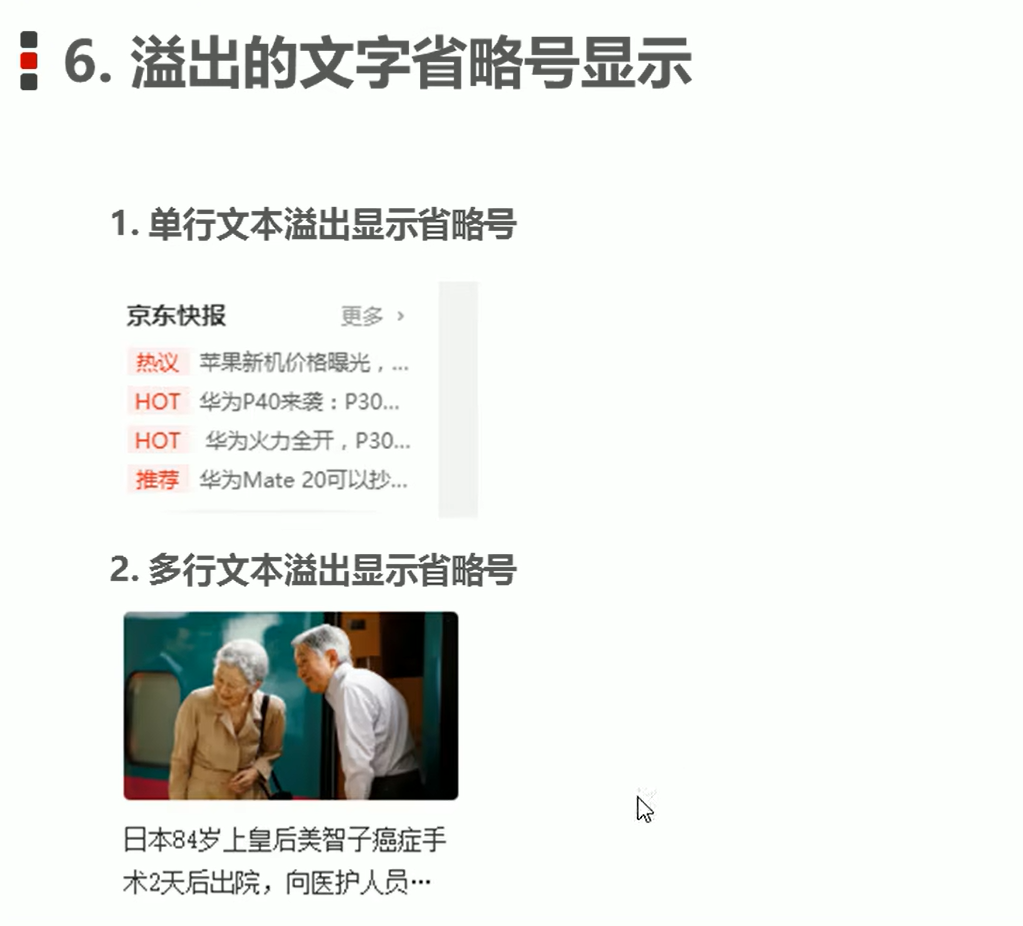 6. 溢出的文字省略号显示
1. 单行文本溢出显示省略号
京东快报 更多 ›
热议 苹果新机价格曝光，...
HOT 华为P40来袭：P30...
HOT 华为火力全开，P30...
推荐 华为Mate 20可以抄...
2. 多行文本溢出显示省略号
日本84岁上皇后美智子癌症手
术2天后出院，向医护人员…